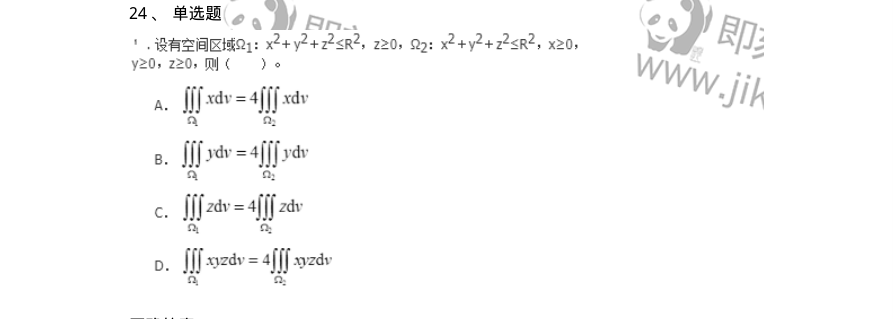 24 、 单选题
' . 设有空间区域Ω₁: x²+y²+z²≤R², z≥0, Ω₂: x²+y²+z²≤R², x≥0,
y≥0, z≥0, 则（ ）。
A. ∭Ω₁ xdv = 4∭Ω₂ xdv
B. ∭Ω₁ ydv = 4∭Ω₂ ydv
C. ∭Ω₁ zdv = 4∭Ω₂ zdv
D. ∭Ω₁ xyzdv = 4∭Ω₂ xyzdv
www.jik